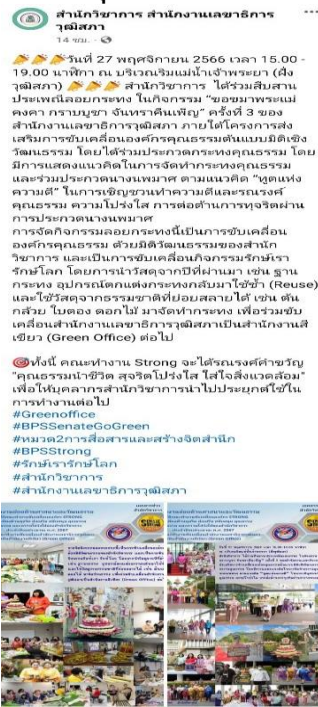 สำนักวิชาการ สำนักงานเลขาธิการ
วุฒิสภา
14 ชม. ·
🎉🎉🎉วันที่ 27 พฤศจิกายน 2566 เวลา 15.00 -
19.00 นาฬิกา ณ บริเวณริมแม่น้ำเจ้าพระยา (ฝั่ง
วุฒิสภา) 🎉🎉🎉 สำนักวิชาการ ได้ร่วมสืบสาน
ประเพณีลอยกระทง ในกิจกรรม "ขอขมาพระแม่
คงคา กราบบูชา จันทราคืนเพ็ญ" ครั้งที่ 3 ของ
สำนักงานเลขาธิการวุฒิสภา ภายใต้โครงการส่ง
เสริมการขับเคลื่อนองค์กรคุณธรรมต้นแบบมิติเชิง
วัฒนธรรม โดยได้ร่วมประกวดกระทงคุณธรรม โดย
มีการแสดงแนวคิดในการจัดทำกระทงคุณธรรม
และร่วมประกวดนางนพมาศ ตามแนวคิด "ทูตแห่ง
ความดี" ในการเชิญชวนทำความดีและรณรงค์
คุณธรรม ความโปร่งใส การต่อต้านการทุจริตผ่าน
การประกวดนางนพมาศ
การจัดกิจกรรมลอยกระทงนี้เป็นการขับเคลื่อน
องค์กรคุณธรรม ด้วยมิติวัฒนธรรมของสำนัก
วิชาการ และเป็นการขับเคลื่อนกิจกรรมรักษ์เรา
รักษ์โลก โดยการนำวัสดุจากปีที่ผ่านมา เช่น ฐาน
กระทง อุปกรณ์ตกแต่งกระทงกลับมาใช้ซ้ำ (Reuse)
และใช้วัสดุจากธรรมชาติที่ย่อยสลายได้ เช่น ต้น
กล้วย ใบตอง ดอกไม้ มาจัดทำกระทง เพื่อร่วมขับ
เคลื่อนสำนักงานเลขาธิการวุฒิสภาเป็นสำนักงานสี
เขียว (Green Office) ต่อไป
🎯ทั้งนี้ คณะทำงาน Strong จะได้รณรงค์คำขวัญ
"คุณธรรมนำชีวิต สุจริตโปร่งใส ใส่ใจสิ่งแวดล้อม"
เพื่อให้บุคลากรสำนักวิชาการนำไปประยุกต์ใช้ใน
การทำงานต่อไป
#Greenoffice
#BPSSenateGoGreen
#หมวด2การสื่อสารและสร้างจิตสำนึก
#BPSStrong
#รักษ์เรารักษ์โลก
#สำนักวิชาการ
#สำนักงานเลขาธิการวุฒิสภา